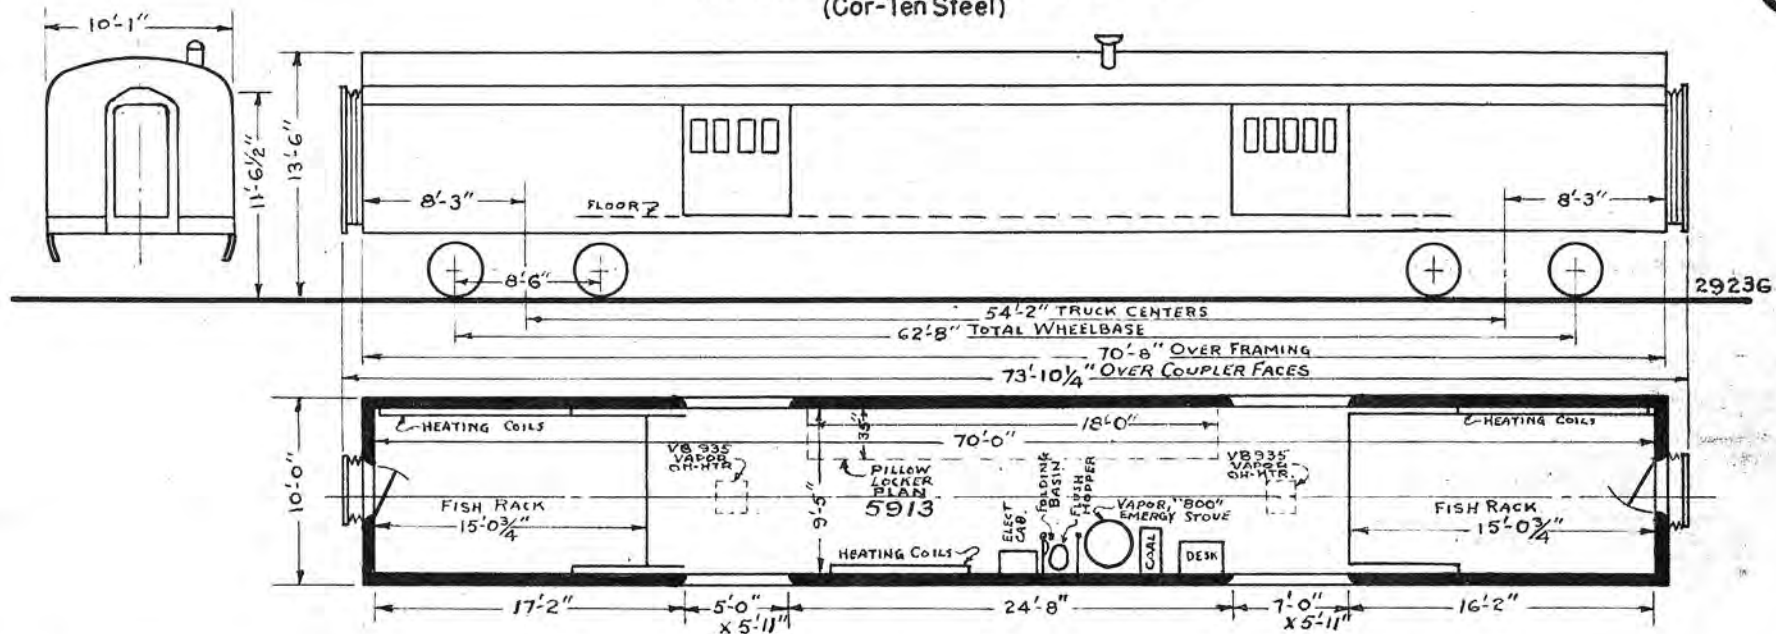 (Cor-Ten Steel)
10'-1"
11'-6½"
13'-6"
8'-3"
FLOOR
8'-3"
8'-6"
29236
54'-2" TRUCK CENTERS
62'-8" TOTAL WHEELBASE
70'-8" OVER FRAMING
73'-10¼" OVER COUPLER FACES
10'-0"
HEATING COILS
35"
18'-0"
HEATING COILS
70'-0"
VB 935
VAPOR
OH-HTR.
PILLOW
LOCKER
PLAN
5913
FOLDING
BASIN
FLUSH
HOPPER
VB 935
VAPOR
OH-HTR.
FISH RACK
15'-0¾"
9'-5"
ELECT
CAB.
VAPOR, "800"
EMERGY STOVE
FISH RACK
15'-0¾"
HEATING COILS
COAL
DESK
17'-2"
5'-0"
X 5'-11"
24'-8"
7'-0"
X 5'-11"
16'-2"